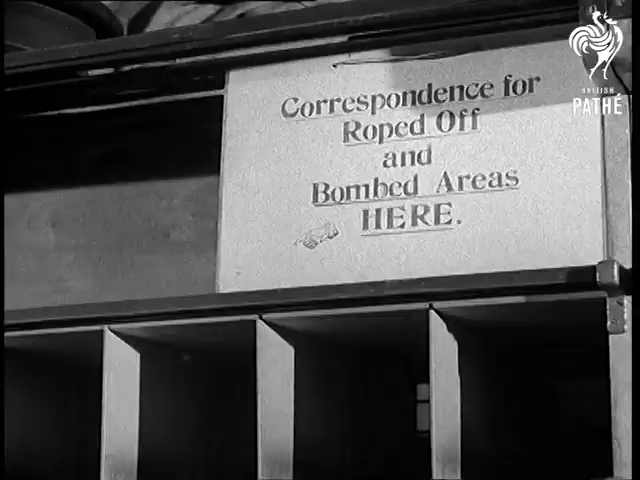 BRITISH
PATHÉ
Correspondence for
Roped Off
and
Bombed Areas
HERE.